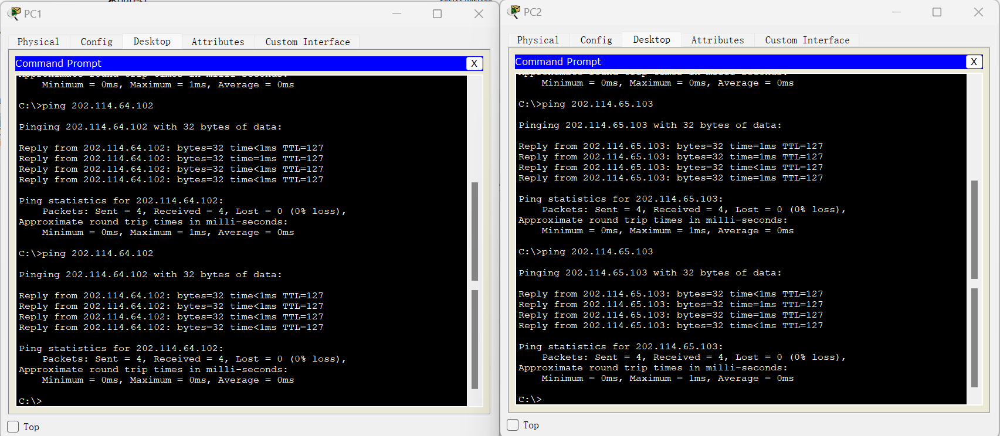 PC1
Physical Config Desktop Attributes Custom Interface
Command Prompt X
Approximate round trip times in milli-seconds:
Minimum = 0ms, Maximum = 1ms, Average = 0ms
C:\>ping 202.114.64.102
Pinging 202.114.64.102 with 32 bytes of data:
Reply from 202.114.64.102: bytes=32 time<1ms TTL=127
Reply from 202.114.64.102: bytes=32 time=1ms TTL=127
Reply from 202.114.64.102: bytes=32 time<1ms TTL=127
Reply from 202.114.64.102: bytes=32 time<1ms TTL=127
Ping statistics for 202.114.64.102:
Packets: Sent = 4, Received = 4, Lost = 0 (0% loss),
Approximate round trip times in milli-seconds:
Minimum = 0ms, Maximum = 1ms, Average = 0ms
C:\>ping 202.114.64.102
Pinging 202.114.64.102 with 32 bytes of data:
Reply from 202.114.64.102: bytes=32 time<1ms TTL=127
Reply from 202.114.64.102: bytes=32 time<1ms TTL=127
Reply from 202.114.64.102: bytes=32 time<1ms TTL=127
Reply from 202.114.64.102: bytes=32 time<1ms TTL=127
Ping statistics for 202.114.64.102:
Packets: Sent = 4, Received = 4, Lost = 0 (0% loss),
Approximate round trip times in milli-seconds:
Minimum = 0ms, Maximum = 0ms, Average = 0ms
C:\>
Top
PC2
Physical Config Desktop Attributes Custom Interface
Command Prompt X
Approximate round trip times in milli-seconds:
Minimum = 0ms, Maximum = 0ms, Average = 0ms
C:\>ping 202.114.65.103
Pinging 202.114.65.103 with 32 bytes of data:
Reply from 202.114.65.103: bytes=32 time=1ms TTL=127
Reply from 202.114.65.103: bytes=32 time=1ms TTL=127
Reply from 202.114.65.103: bytes=32 time<1ms TTL=127
Reply from 202.114.65.103: bytes=32 time=1ms TTL=127
Ping statistics for 202.114.65.103:
Packets: Sent = 4, Received = 4, Lost = 0 (0% loss),
Approximate round trip times in milli-seconds:
Minimum = 0ms, Maximum = 1ms, Average = 0ms
C:\>ping 202.114.65.103
Pinging 202.114.65.103 with 32 bytes of data:
Reply from 202.114.65.103: bytes=32 time<1ms TTL=127
Reply from 202.114.65.103: bytes=32 time=1ms TTL=127
Reply from 202.114.65.103: bytes=32 time=1ms TTL=127
Reply from 202.114.65.103: bytes=32 time<1ms TTL=127
Ping statistics for 202.114.65.103:
Packets: Sent = 4, Received = 4, Lost = 0 (0% loss),
Approximate round trip times in milli-seconds:
Minimum = 0ms, Maximum = 1ms, Average = 0ms
C:\>
Top